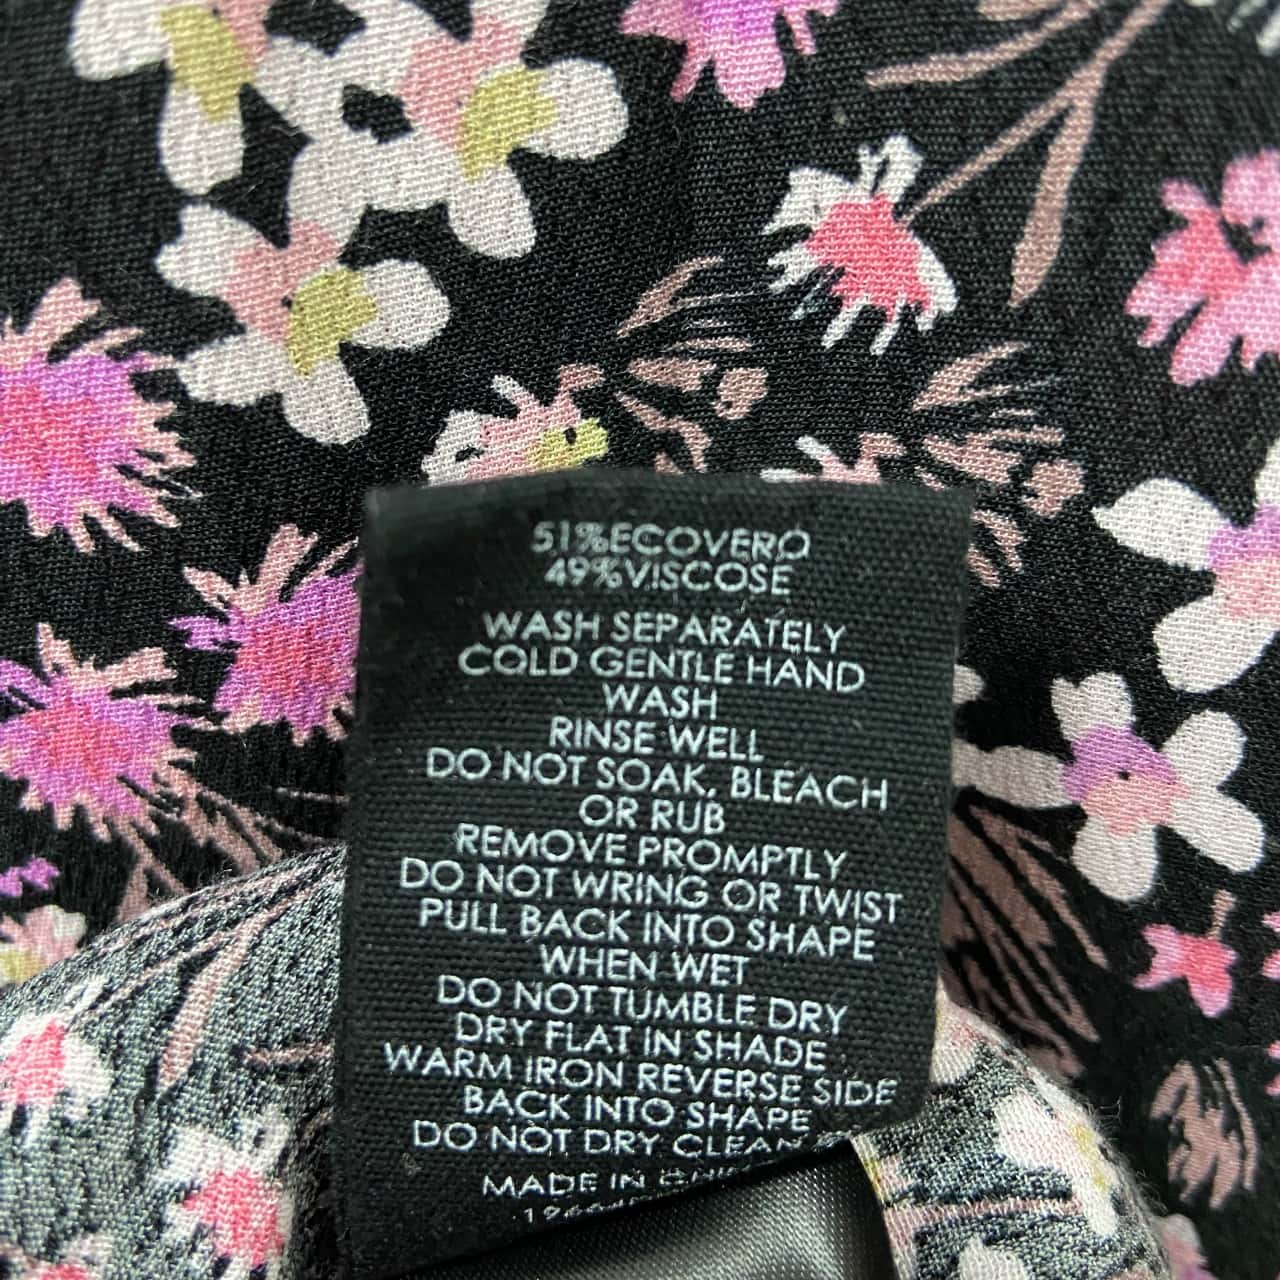 51%ECOVERO
49%VISCOSE
WASH SEPARATELY
COLD GENTLE HAND
WASH
RINSE WELL
DO NOT SOAK, BLEACH
OR RUB
REMOVE PROMPTLY
DO NOT WRING OR TWIST
PULL BACK INTO SHAPE
WHEN WET
DO NOT TUMBLE DRY
DRY FLAT IN SHADE
WARM IRON REVERSE SIDE
BACK INTO SHAPE
DO NOT DRY CLEAN
MADE IN